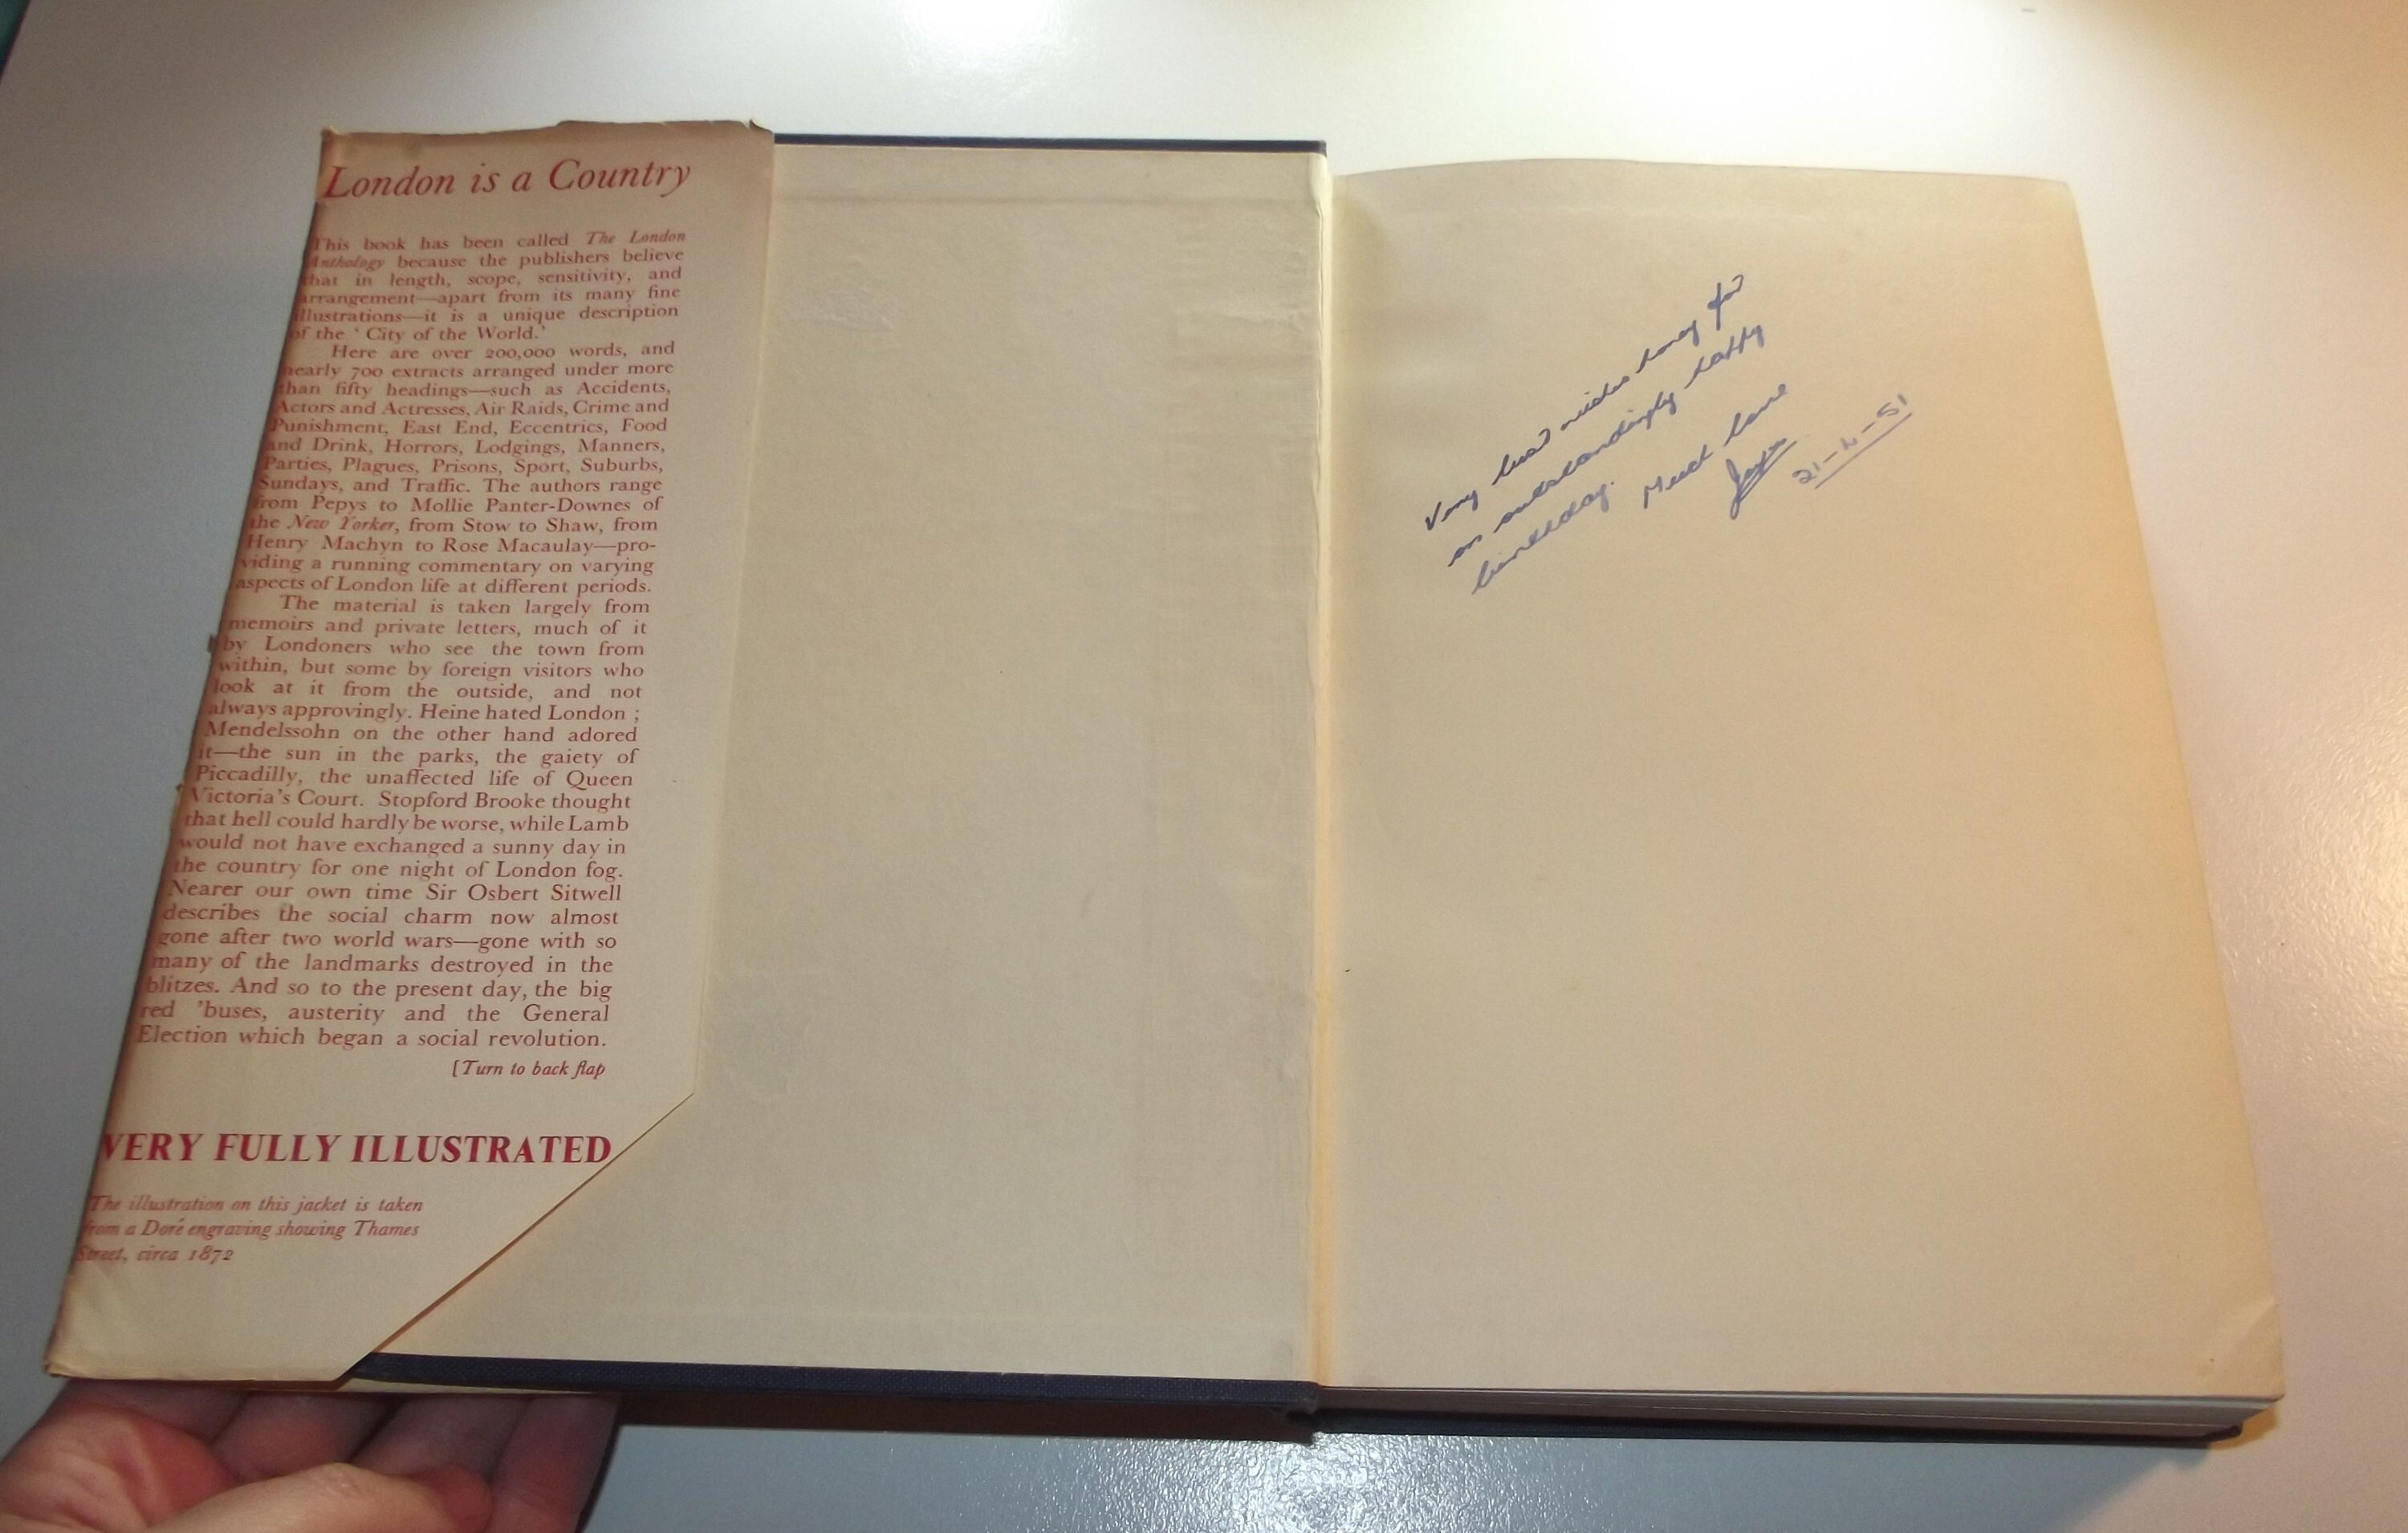 London is a Country
This book has been called The London
Anthology because the publishers believe
that in length, scope, sensitivity, and
arrangement—apart from its many fine
illustrations—it is a unique description
of the ‘ City of the World.’
Here are over 200,000 words, and
nearly 700 extracts arranged under more
than fifty headings—such as Accidents,
Actors and Actresses, Air Raids, Crime and
Punishment, East End, Eccentrics, Food
and Drink, Horrors, Lodgings, Manners,
Parties, Plagues, Prisons, Sport, Suburbs,
Sundays, and Traffic. The authors range
from Pepys to Mollie Panter-Downes of
the New Yorker, from Stow to Shaw, from
Henry Machyn to Rose Macaulay—pro-
viding a running commentary on varying
aspects of London life at different periods.
The material is taken largely from
memoirs and private letters, much of it
by Londoners who see the town from
within, but some by foreign visitors who
look at it from the outside, and not
always approvingly. Heine hated London ;
Mendelssohn on the other hand adored
it—the sun in the parks, the gaiety of
Piccadilly, the unaffected life of Queen
Victoria's Court. Stopford Brooke thought
that hell could hardly be worse, while Lamb
would not have exchanged a sunny day in
the country for one night of London fog.
Nearer our own time Sir Osbert Sitwell
describes the social charm now almost
gone after two world wars—gone with so
many of the landmarks destroyed in the
blitzes. And so to the present day, the big
red ’buses, austerity and the General
Election which began a social revolution.
[Turn to back flap
VERY FULLY ILLUSTRATED
The illustration on this jacket is taken
from a Doré engraving showing Thames
Street, circa 1872
Very best wishes honey for
an outstandingly happy
birthday. Much love
21-4-51